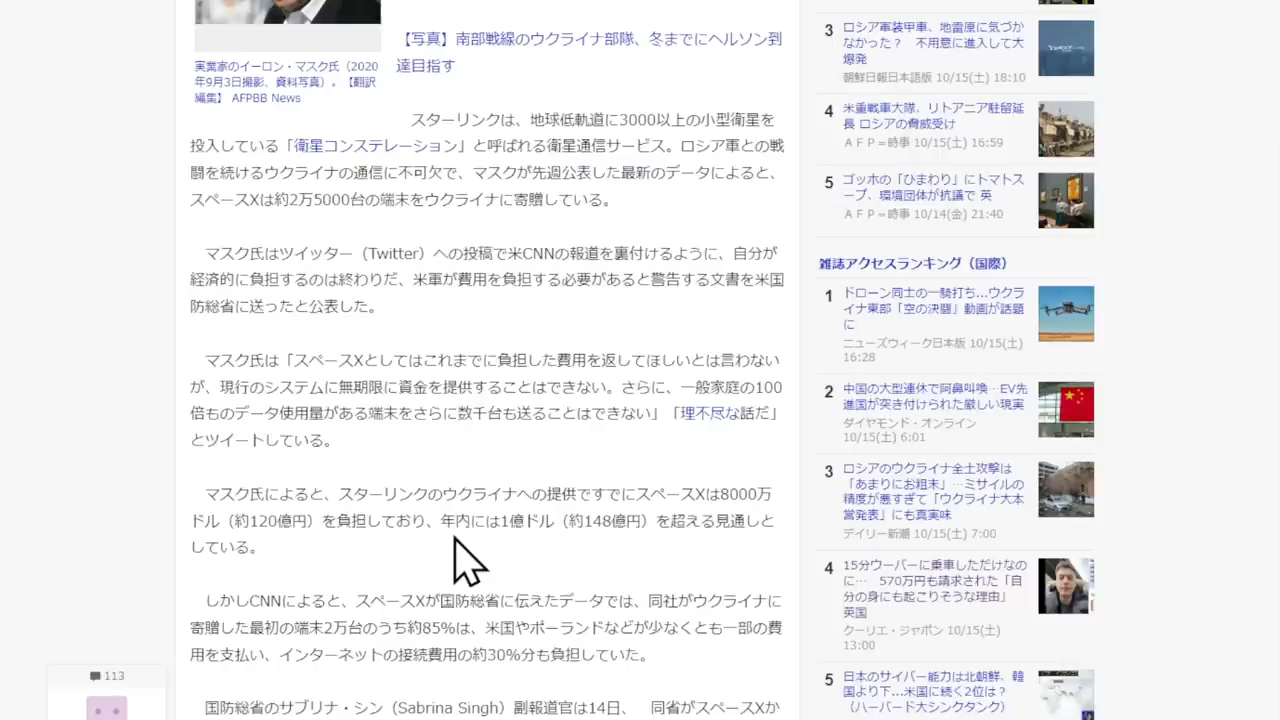 【写真】南部戦線のウクライナ部隊、冬までにヘルソン到
達目指す
実業家のイーロン・マスク氏（2020
年9月3日撮影、資料写真）。【翻訳
編集】 AFPBB News
スターリンクは、地球低軌道に3000以上の小型衛星を
投入している「衛星コンステレーション」と呼ばれる衛星通信サービス。ロシア軍との戦
闘を続けるウクライナの通信に不可欠で、マスクが先週公表した最新のデータによると、
スペースXは約2万5000台の端末をウクライナに寄贈している。
マスク氏はツイッター（Twitter）への投稿で米CNNの報道を裏付けるように、自分が
経済的に負担するのは終わりだ、米軍が費用を負担する必要があると警告する文書を米国
防総省に送ったと公表した。
マスク氏は「スペースXとしてはこれまでに負担した費用を返してほしいとは言わない
が、現行のシステムに無期限に資金を提供することはできない。さらに、一般家庭の100
倍ものデータ使用量がある端末をさらに数千台も送ることはできない」「理不尽な話だ」
とツイートしている。
マスク氏によると、スターリンクのウクライナへの提供ですでにスペースXは8000万
ドル（約120億円）を負担しており、年内には1億ドル（約148億円）を超える見通しと
している。
しかしCNNによると、スペースXが国防総省に伝えたデータでは、同社がウクライナに
寄贈した最初の端末2万台のうち約85%は、米国やポーランドなどが少なくとも一部の費
用を支払い、インターネットの接続費用の約30%分も負担していた。
国防総省のサブリナ・シン（Sabrina Singh）副報道官は14日、 同省がスペースXか
113
3
ロシア軍装甲車、地雷原に気づか
なかった？ 不用意に進入して大
爆発
朝鮮日報日本語版 10/15(土) 18:10
4
米重戦車大隊、リトアニア駐留延
長 ロシアの脅威受け
ＡＦＰ＝時事 10/15(土) 16:59
5
ゴッホの「ひまわり」にトマトス
ープ、環境団体が抗議で 英
ＡＦＰ＝時事 10/14(金) 21:40
雑誌アクセスランキング（国際）
1
ドローン同士の一騎打ち...ウクラ
イナ東部「空の決闘」動画が話題
に
ニューズウィーク日本版 10/15(土)
16:28
2
中国の大型連休で阿鼻叫喚…EV先
進国が突き付けられた厳しい現実
ダイヤモンド・オンライン
10/15(土) 6:01
3
ロシアのウクライナ全土攻撃は
「あまりにお粗末」…ミサイルの
精度が悪すぎて「ウクライナ大本
営発表」にも真実味
デイリー新潮 10/15(土) 7:00
4
15分ウーバーに乗車しただけなの
に… 570万円も請求された「自
分の身にも起こりそうな理由」
英国
クーリエ・ジャポン 10/15(土)
13:00
5
日本のサイバー能力は北朝鮮、韓
国より下...米国に続く2位は？
（ハーバード大シンクタンク）